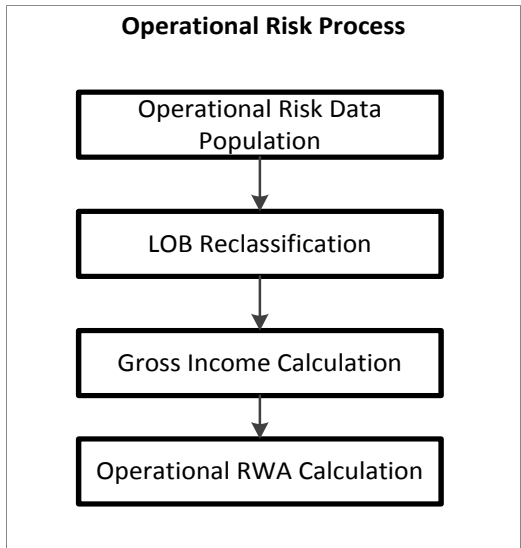 Operational Risk Process
Operational Risk Data
Population
LOB Reclassification
Gross Income Calculation
Operational RWA Calculation